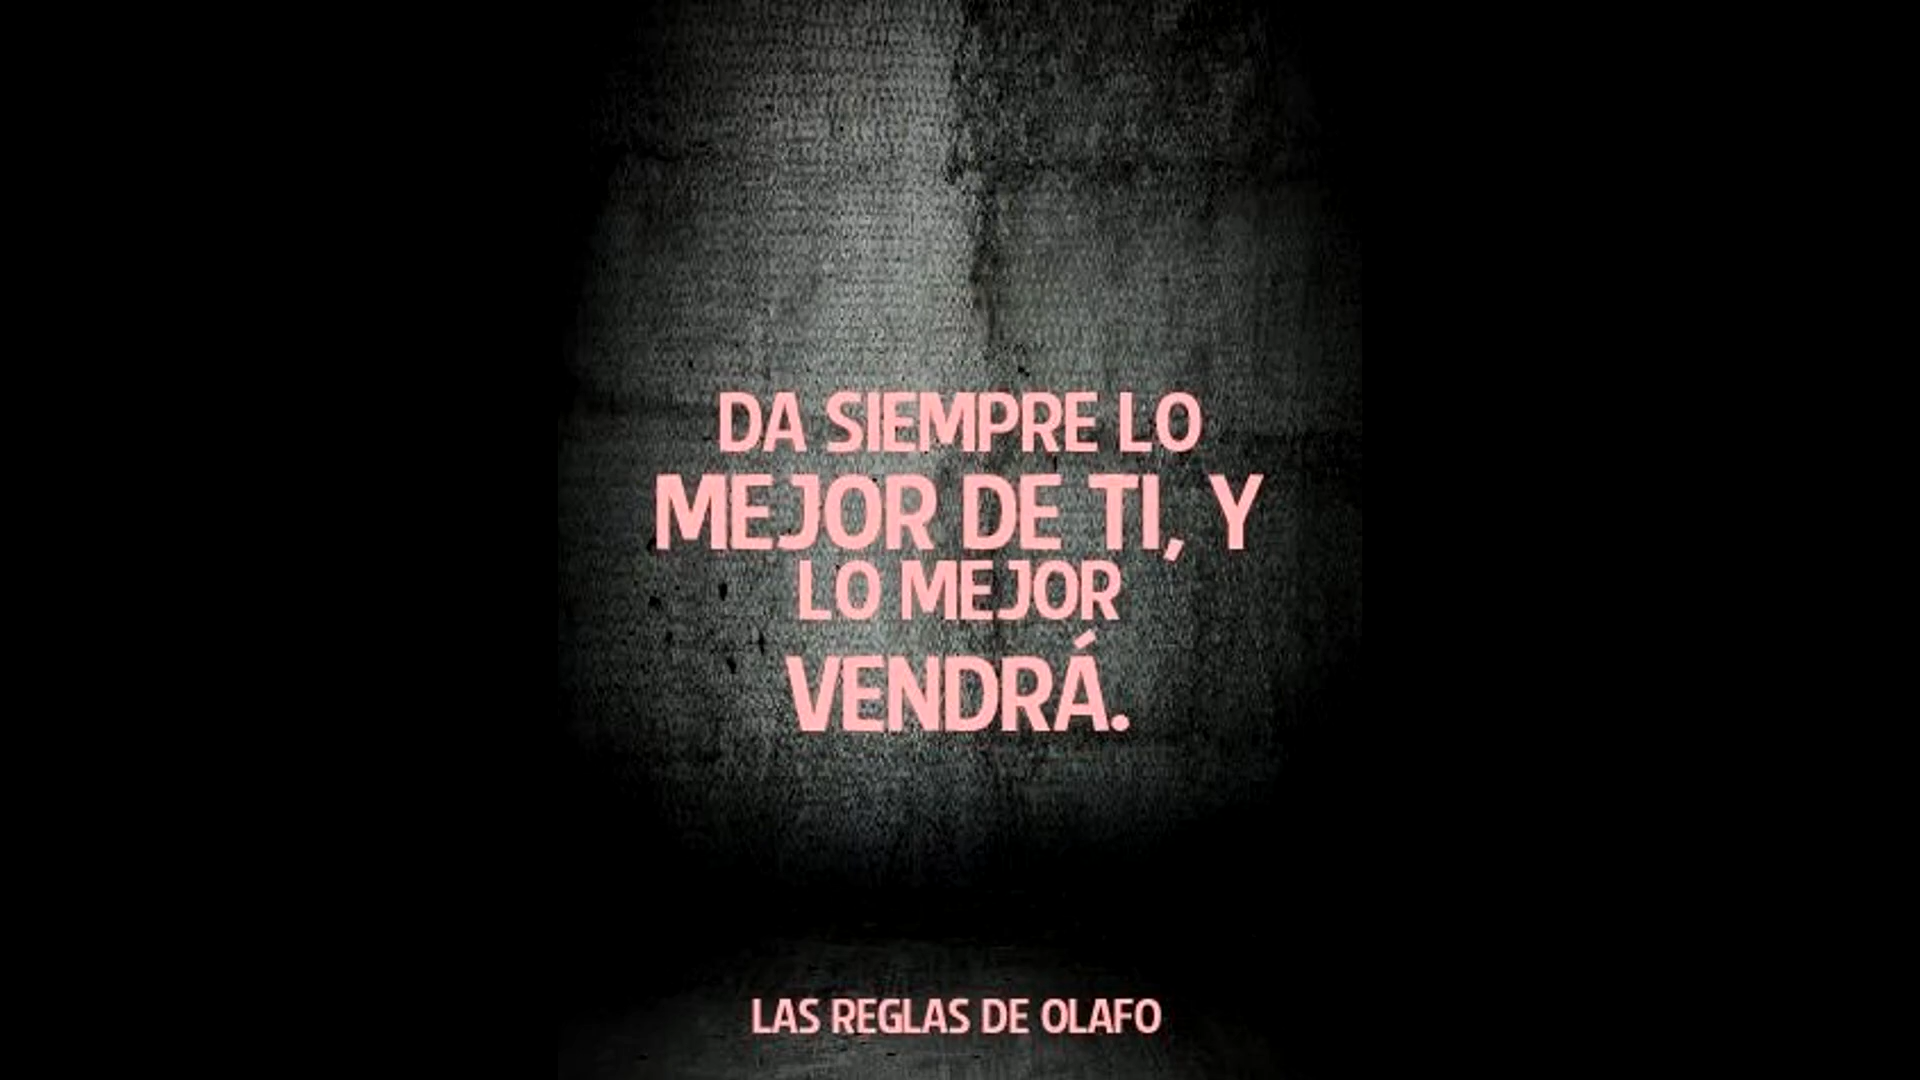 DA SIEMPRE LO
MEJOR DE TI, Y
LO MEJOR
VENDRÁ.
LAS REGLAS DE OLAFO